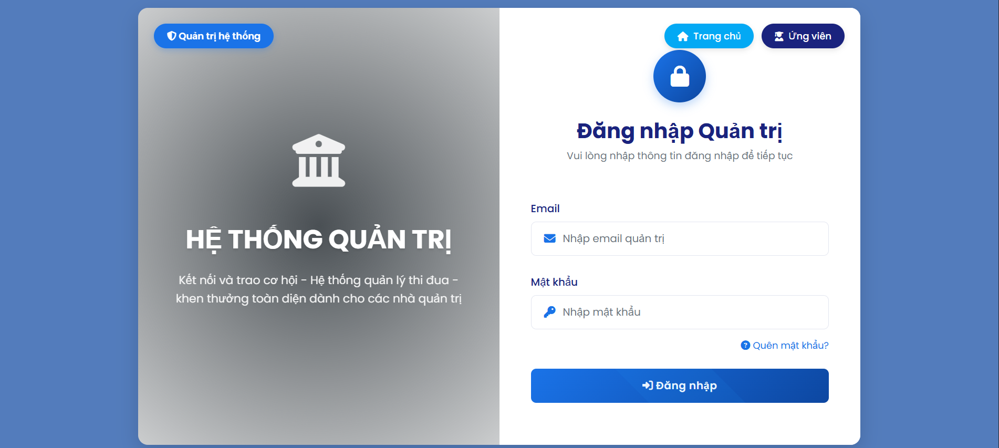 Quản trị hệ thống
HỆ THỐNG QUẢN TRỊ
Kết nối và trao cơ hội - Hệ thống quản lý thi đua -
khen thưởng toàn diện dành cho các nhà quản trị
Trang chủ
Ứng viên
Đăng nhập Quản trị
Vui lòng nhập thông tin đăng nhập để tiếp tục
Email
Nhập email quản trị
Mật khẩu
Nhập mật khẩu
Quên mật khẩu?
Đăng nhập